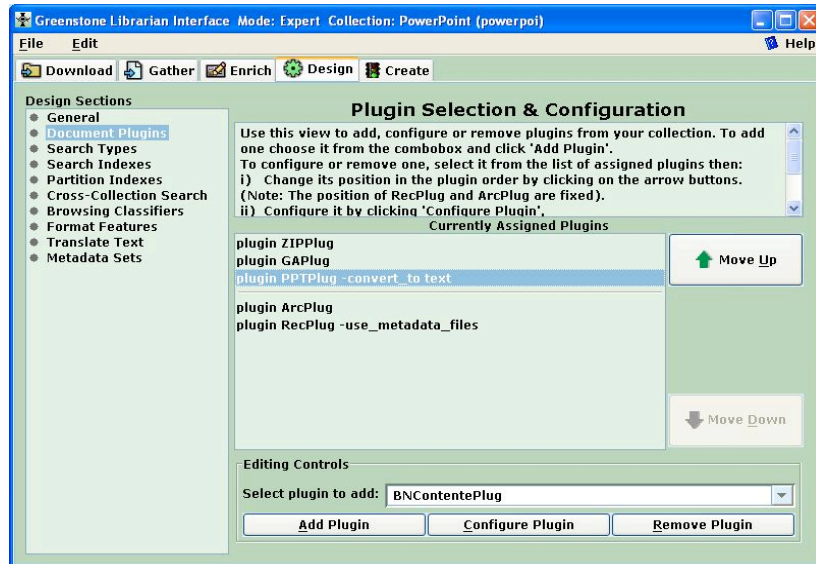 Greenstone Librarian Interface Mode: Expert Collection: PowerPoint (powerpoi)
File Edit Help
Download Gather Enrich Design Create
Design Sections
General
Document Plugins
Search Types
Search Indexes
Partition Indexes
Cross-Collection Search
Browsing Classifiers
Format Features
Translate Text
Metadata Sets
Plugin Selection & Configuration
Use this view to add, configure or remove plugins from your collection. To add
one choose it from the combobox and click 'Add Plugin'.
To configure or remove one, select it from the list of assigned plugins then:
i) Change its position in the plugin order by clicking on the arrow buttons.
(Note: The position of RecPlug and ArcPlug are fixed).
ii) Configure it by clicking 'Configure Plugin',
Currently Assigned Plugins
plugin ZIPPlug
plugin GAPlug
plugin PPTPlug -convert_to text
plugin ArcPlug
plugin RecPlug -use_metadata_files
Move Up
Move Down
Editing Controls
Select plugin to add: BNContentePlug
Add Plugin Configure Plugin Remove Plugin